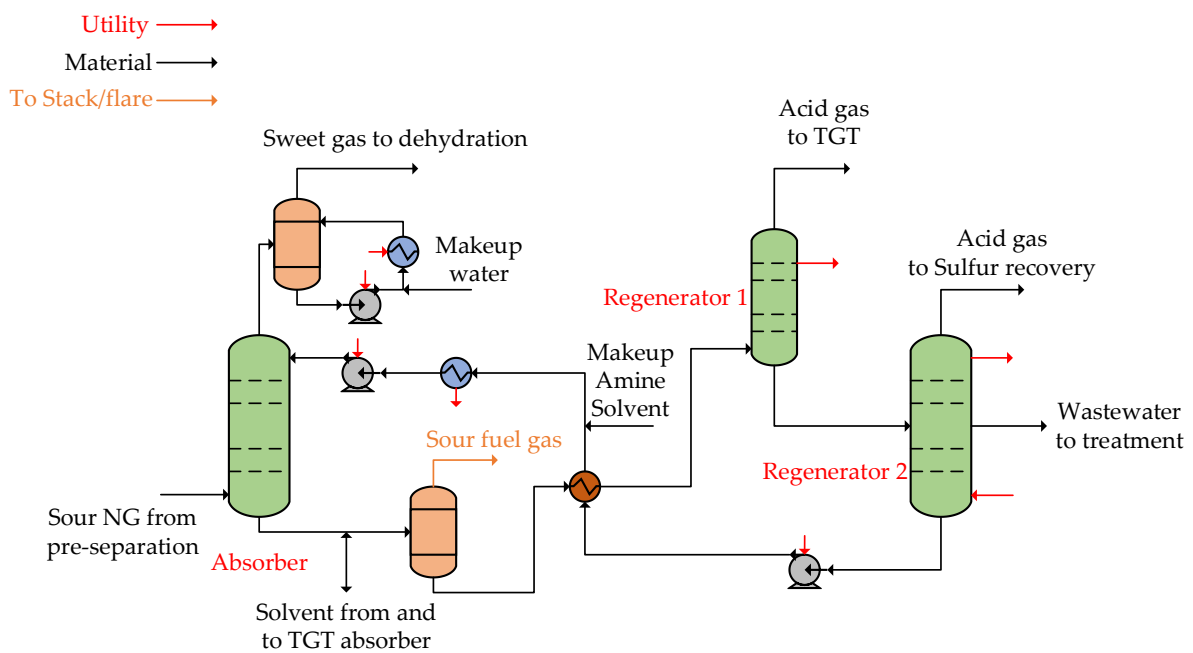 Utility
Material
To Stack/flare
Acid gas
to TGT
Sweet gas to dehydration
Makeup
water
Acid gas
to Sulfur recovery
Regenerator 1
Makeup
Amine
Solvent
Wastewater
to treatment
Sour fuel gas
Regenerator 2
Sour NG from
pre-separation
Absorber
Solvent from and
to TGT absorber